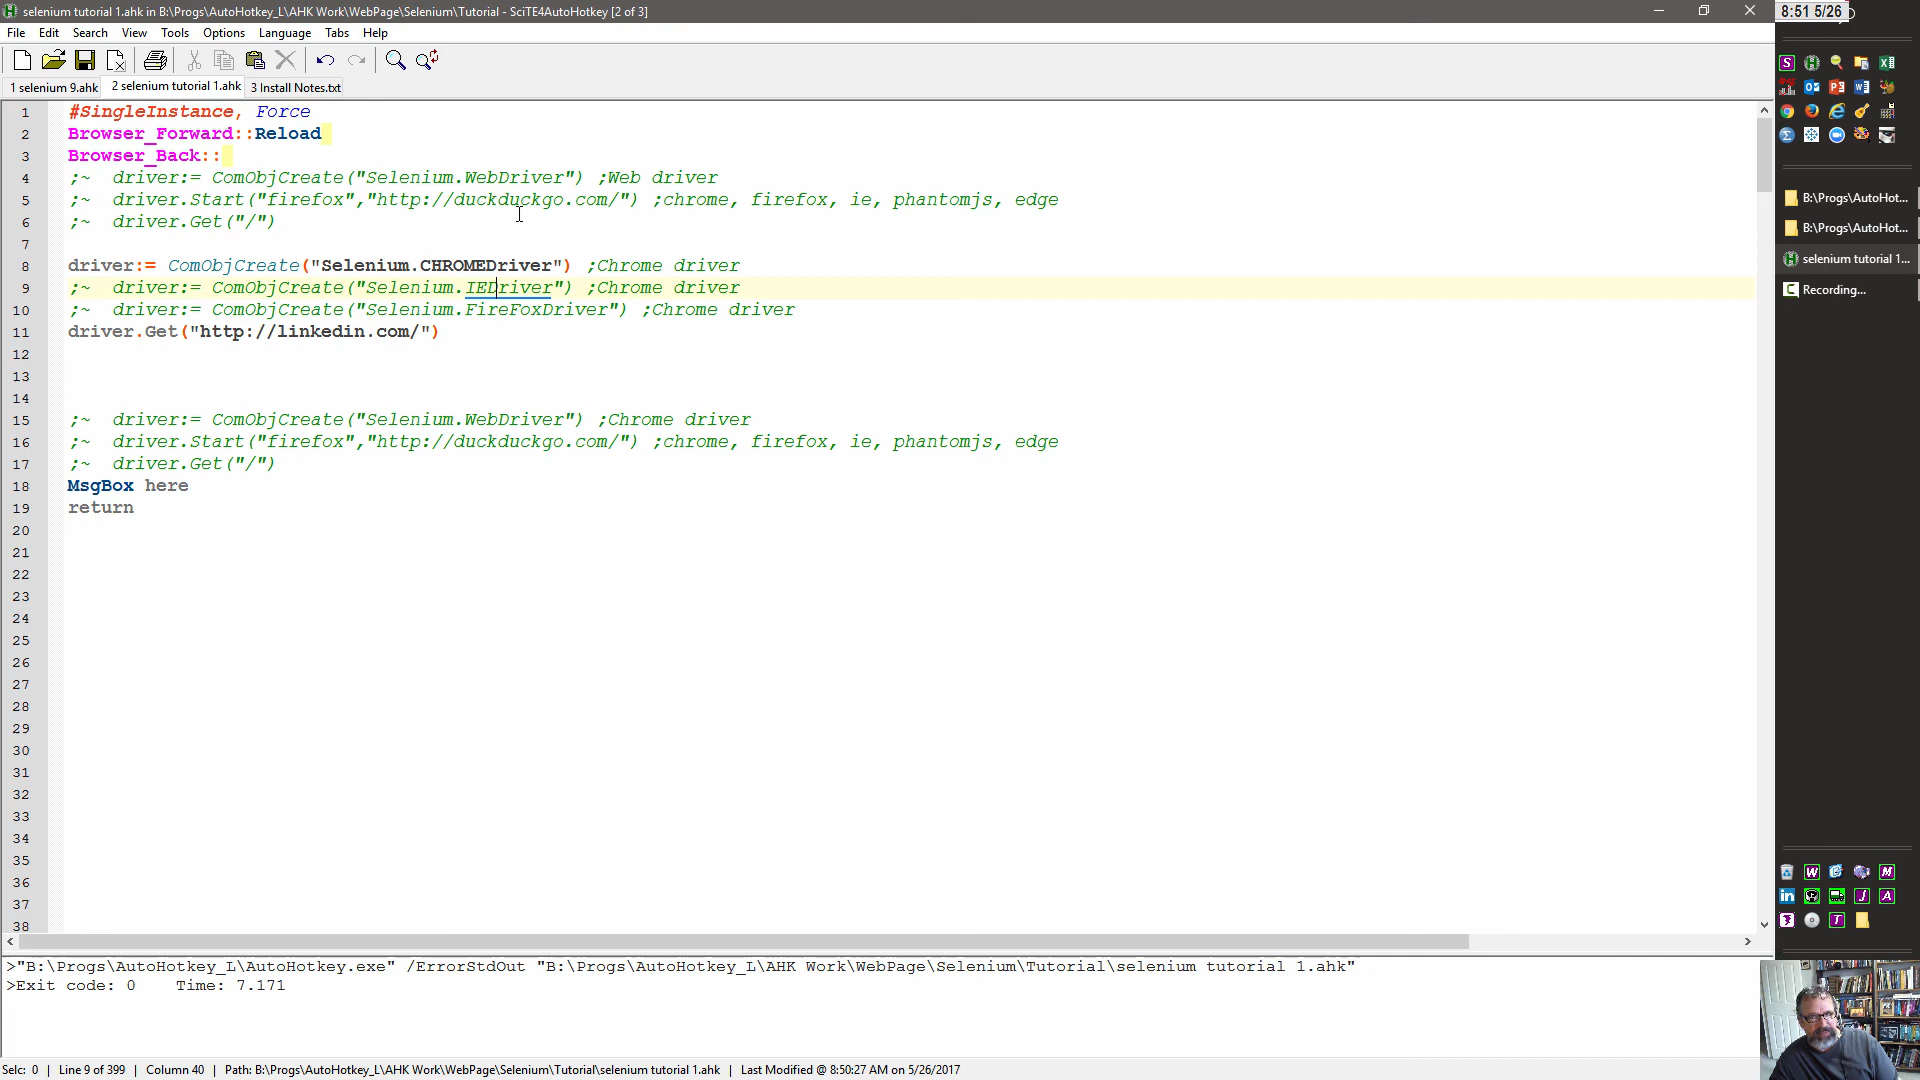 selenium tutorial 1.ahk in B:\Progs\AutoHotkey_L\AHK Work\WebPage\Selenium\Tutorial - SciTE4AutoHotkey [2 of 3]
8:51 5/26
File Edit Search View Tools Options Language Tabs Help
1 selenium 9.ahk 2 selenium tutorial 1.ahk 3 Install Notes.txt
1 #SingleInstance, Force
2 Browser_Forward::Reload
3 Browser_Back::
4 ;~ driver:= ComObjCreate("Selenium.WebDriver") ;Web driver
5 ;~ driver.Start("firefox","http://duckduckgo.com/") ;chrome, firefox, ie, phantomjs, edge
6 ;~ driver.Get("/")
7
8 driver:= ComObjCreate("Selenium.CHROMEDriver") ;Chrome driver
9 ;~ driver:= ComObjCreate("Selenium.IEDriver") ;Chrome driver
10 ;~ driver:= ComObjCreate("Selenium.FireFoxDriver") ;Chrome driver
11 driver.Get("http://linkedin.com/")
12
13
14
15 ;~ driver:= ComObjCreate("Selenium.WebDriver") ;Chrome driver
16 ;~ driver.Start("firefox","http://duckduckgo.com/") ;chrome, firefox, ie, phantomjs, edge
17 ;~ driver.Get("/")
18 MsgBox here
19 return
20
21
22
23
24
25
26
27
28
29
30
31
32
33
34
35
36
37
38
B:\Progs\AutoHot...
B:\Progs\AutoHot...
selenium tutorial 1...
Recording...
>"B:\Progs\AutoHotkey_L\AutoHotkey.exe" /ErrorStdOut "B:\Progs\AutoHotkey_L\AHK Work\WebPage\Selenium\Tutorial\selenium tutorial 1.ahk"
>Exit code: 0 Time: 7.171
Selc: 0 | Line 9 of 399 | Column 40 | Path: B:\Progs\AutoHotkey_L\AHK Work\WebPage\Selenium\Tutorial\selenium tutorial 1.ahk | Last Modified @ 8:50:27 AM on 5/26/2017